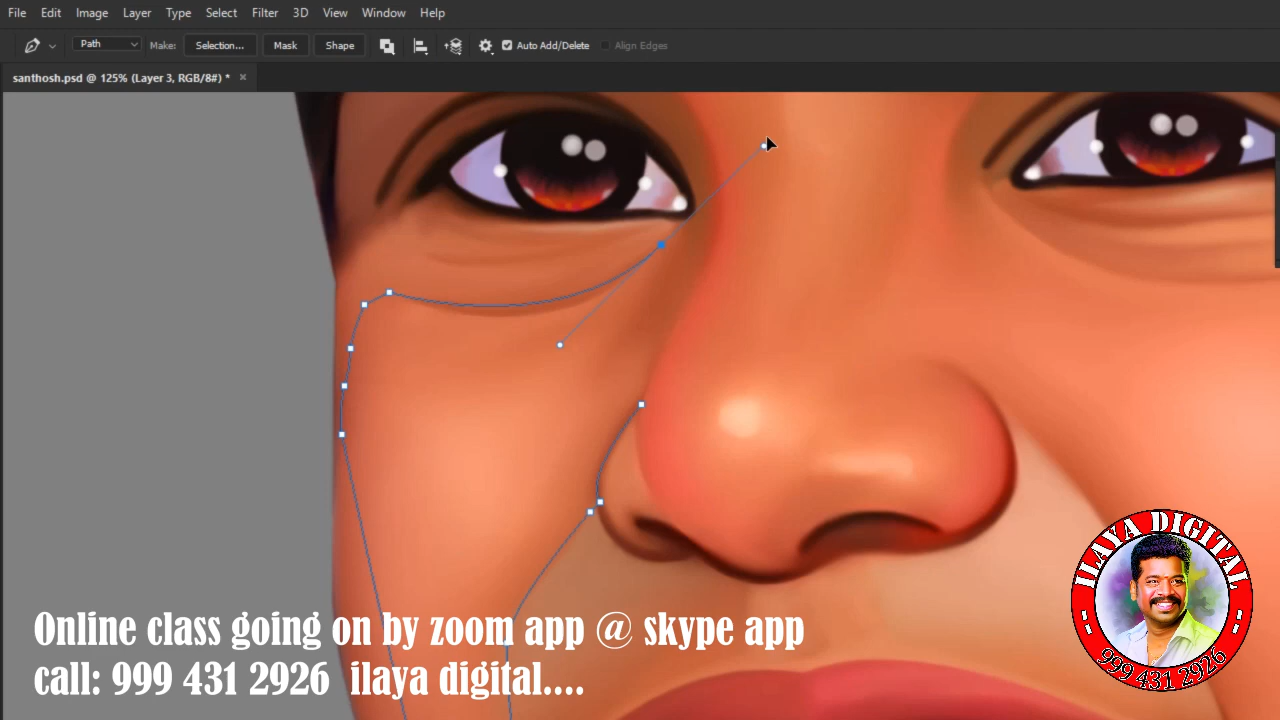 File Edit Image Layer Type Select Filter 3D View Window Help
Path Make: Selection... Mask Shape Auto Add/Delete Align Edges
santhosh.psd @ 125% (Layer 3, RGB/8#) * ×
ILAYA DIGITAL
999 431 2926
Online class going on by zoom app @ skype app
call: 999 431 2926 ilaya digital....